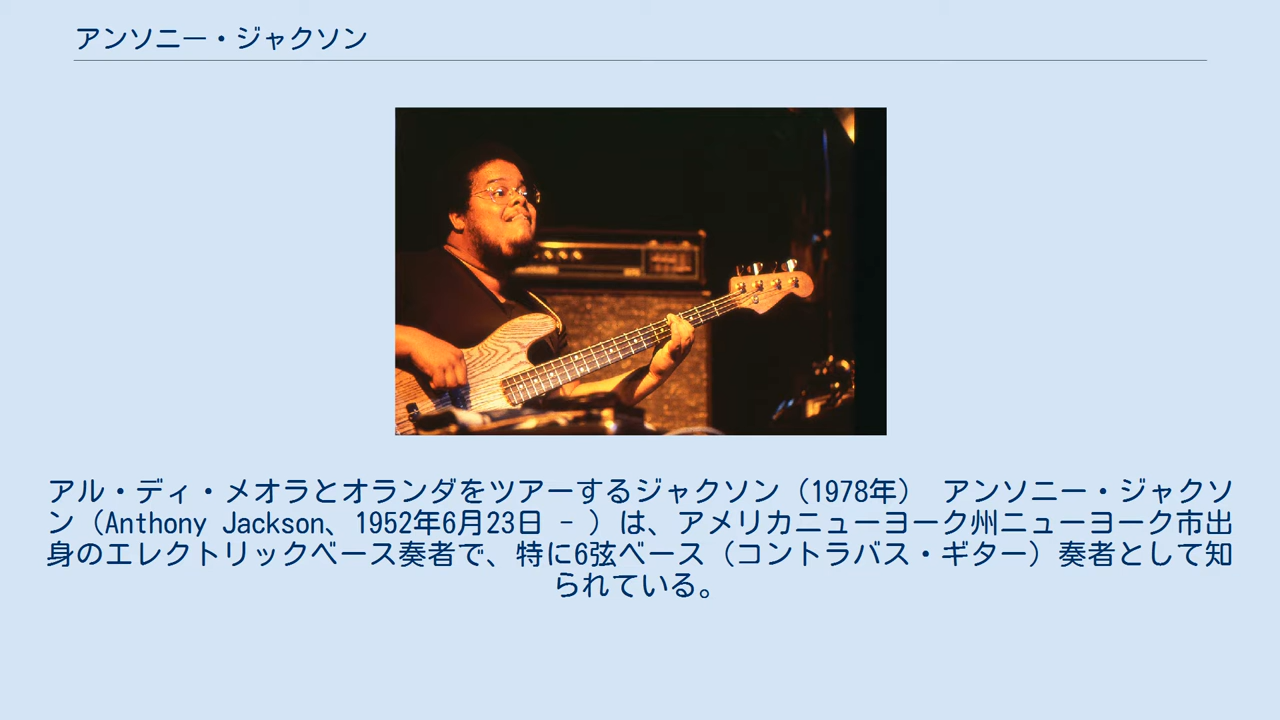 アンソニー・ジャクソン
アル・ディ・メオラとオランダをツアーするジャクソン（1978年） アンソニー・ジャクソ
ン（Anthony Jackson、1952年6月23日 - ）は、アメリカニューヨーク州ニューヨーク市出
身のエレクトリックベース奏者で、特に6弦ベース（コントラバス・ギター）奏者として知
られている。